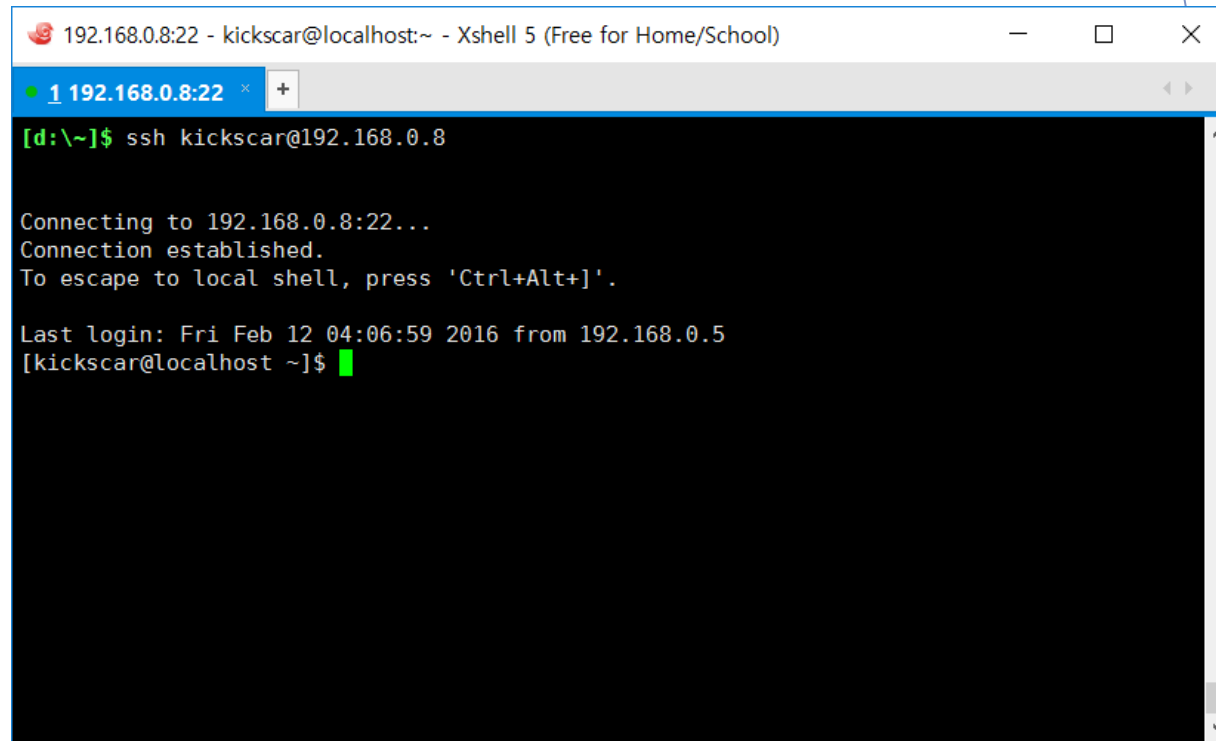 192.168.0.8:22 - kickscar@localhost:~ - Xshell 5 (Free for Home/School)
1 192.168.0.8:22 × +
[d:\~]$ ssh kickscar@192.168.0.8
Connecting to 192.168.0.8:22...
Connection established.
To escape to local shell, press 'Ctrl+Alt+]'.
Last login: Fri Feb 12 04:06:59 2016 from 192.168.0.5
[kickscar@localhost ~]$